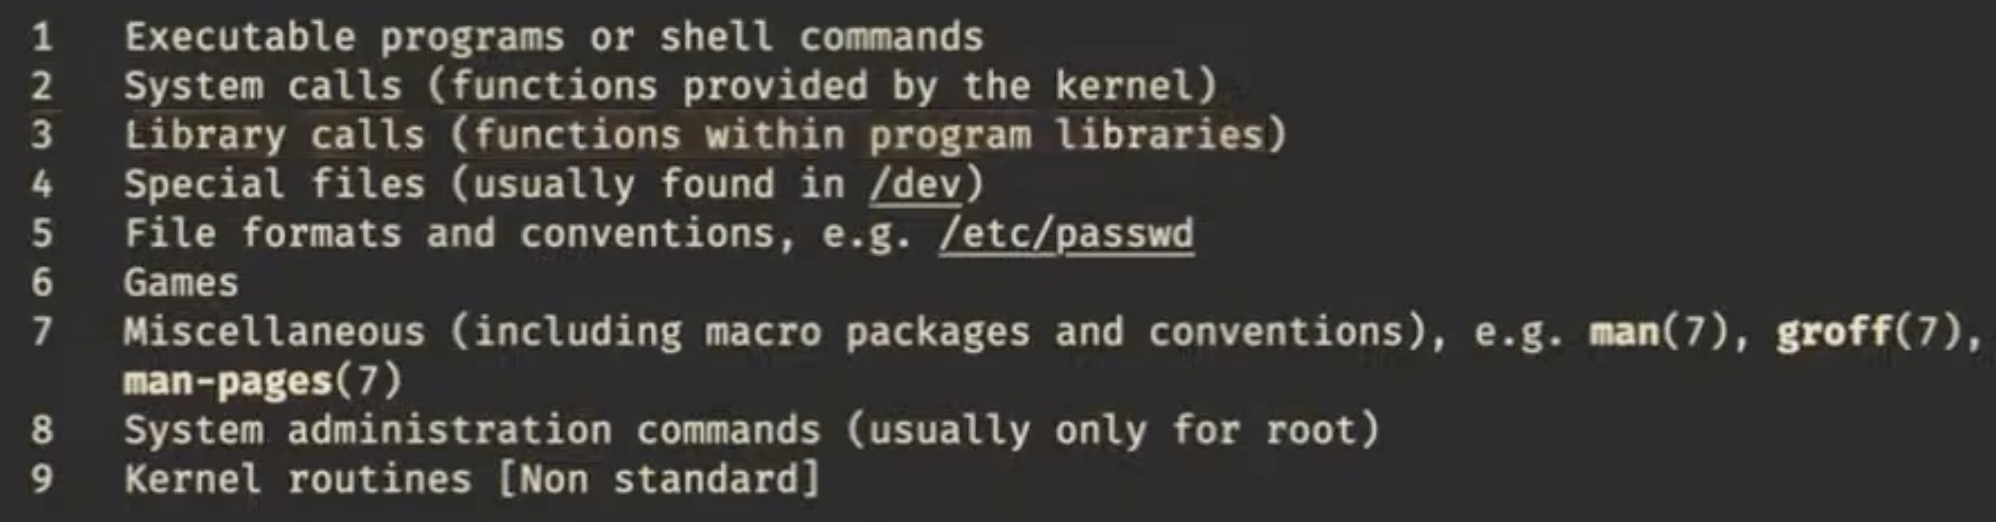 1 Executable programs or shell commands
2 System calls (functions provided by the kernel)
3 Library calls (functions within program libraries)
4 Special files (usually found in /dev)
5 File formats and conventions, e.g. /etc/passwd
6 Games
7 Miscellaneous (including macro packages and conventions), e.g. man(7), groff(7),
man-pages(7)
8 System administration commands (usually only for root)
9 Kernel routines [Non standard]